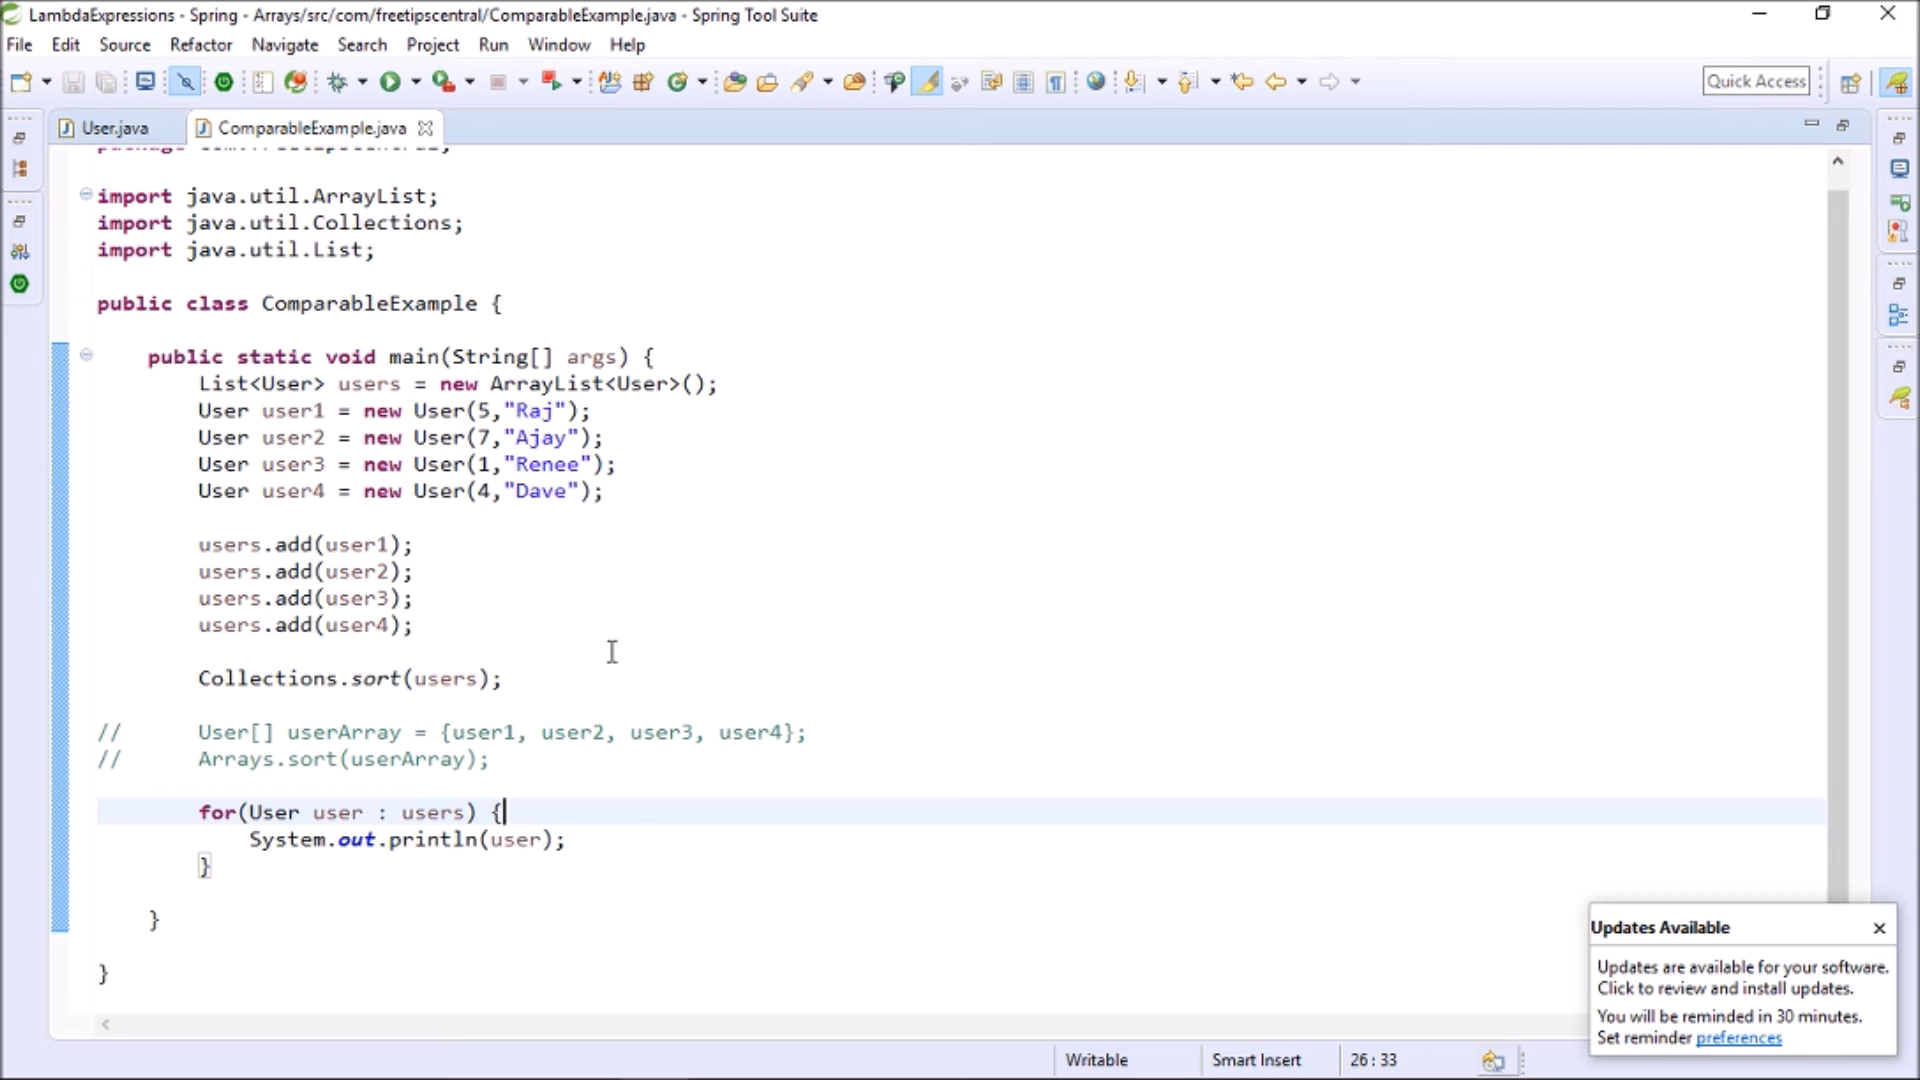 LambdaExpressions - Spring - Arrays/src/com/freetipscentral/ComparableExample.java - Spring Tool Suite
File Edit Source Refactor Navigate Search Project Run Window Help
Quick Access
User.java ComparableExample.java
import java.util.ArrayList;
import java.util.Collections;
import java.util.List;
public class ComparableExample {
public static void main(String[] args) {
List<User> users = new ArrayList<User>();
User user1 = new User(5,"Raj");
User user2 = new User(7,"Ajay");
User user3 = new User(1,"Renee");
User user4 = new User(4,"Dave");
users.add(user1);
users.add(user2);
users.add(user3);
users.add(user4);
Collections.sort(users);
// User[] userArray = {user1, user2, user3, user4};
// Arrays.sort(userArray);
for(User user : users) {
System.out.println(user);
}
}
}
Updates Available
Updates are available for your software.
Click to review and install updates.
You will be reminded in 30 minutes.
Set reminder preferences
Writable Smart Insert 26 : 33